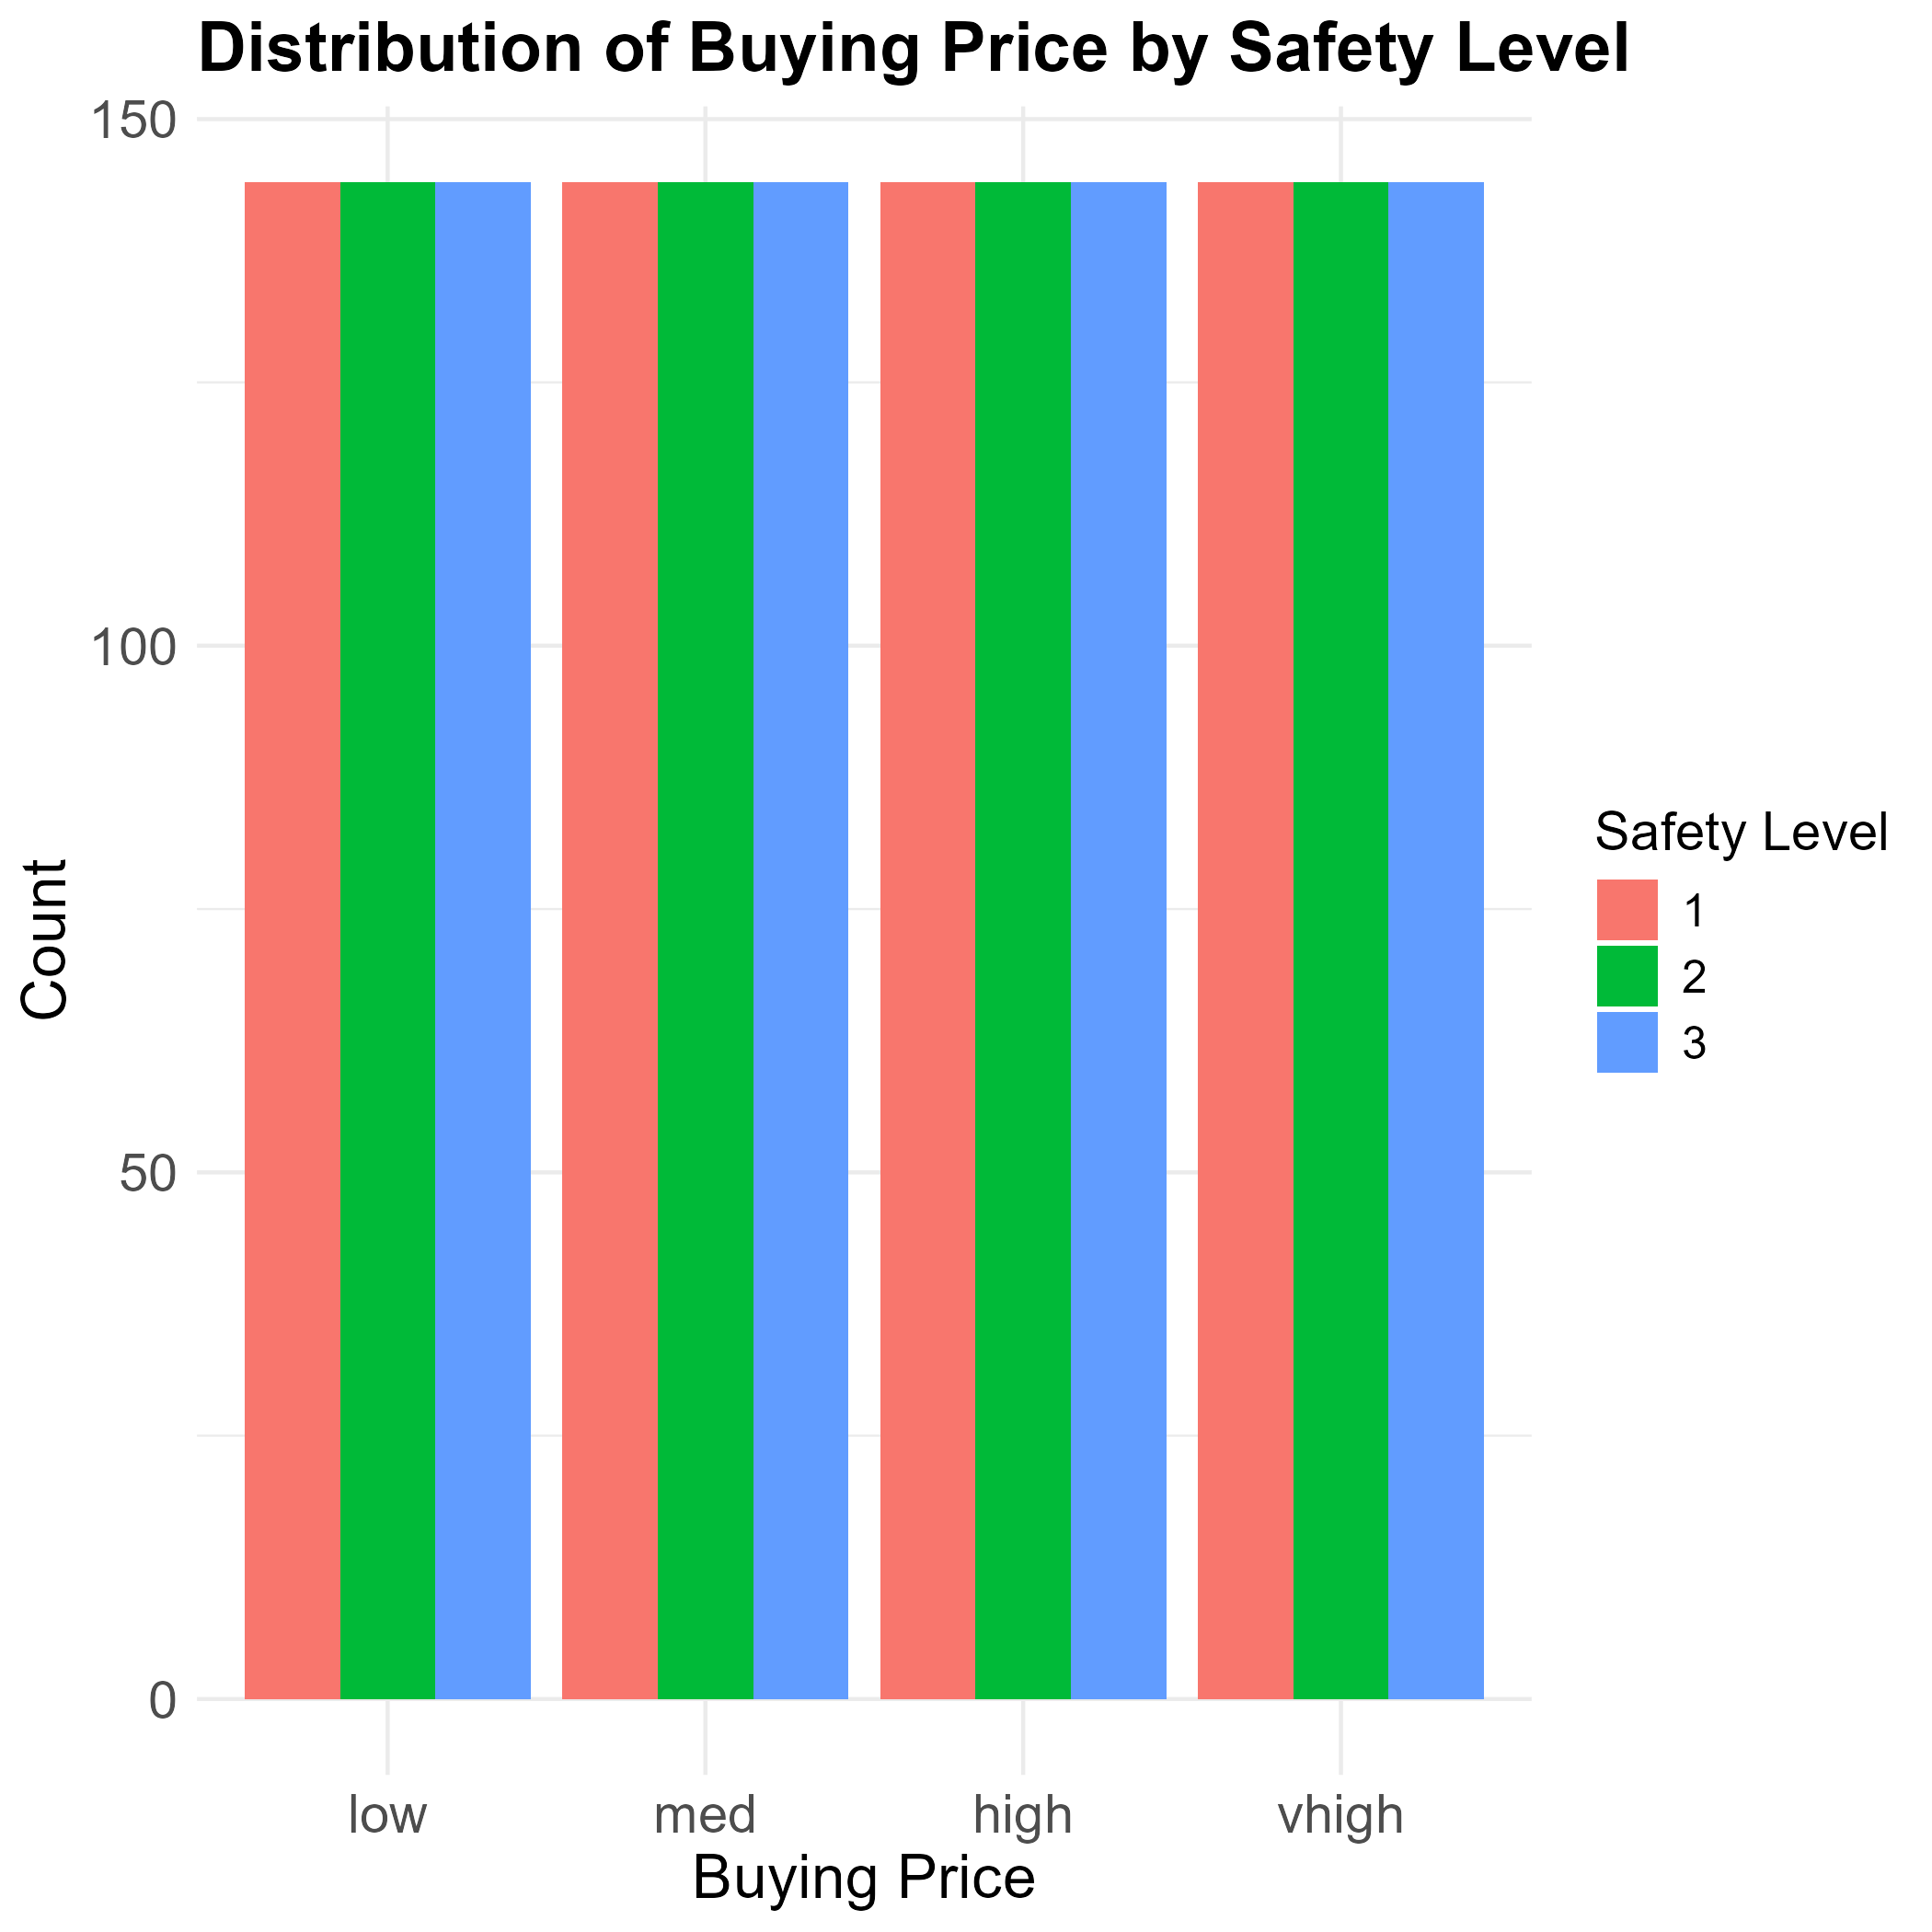 Distribution of Buying Price by Safety Level
150
100
50
0
Count
low med high vhigh
Buying Price
Safety Level
1
2
3